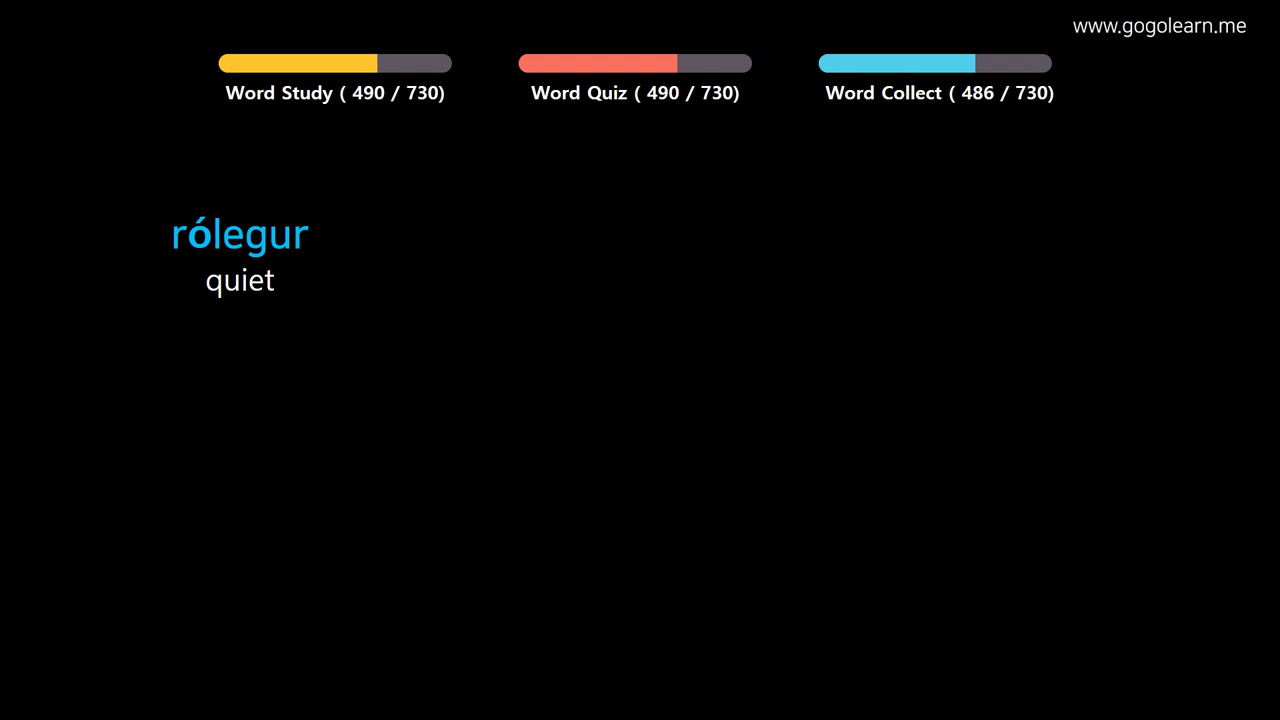 www.gogolearn.me
Word Study ( 490 / 730)
Word Quiz ( 490 / 730)
Word Collect ( 486 / 730)
rólegur
quiet